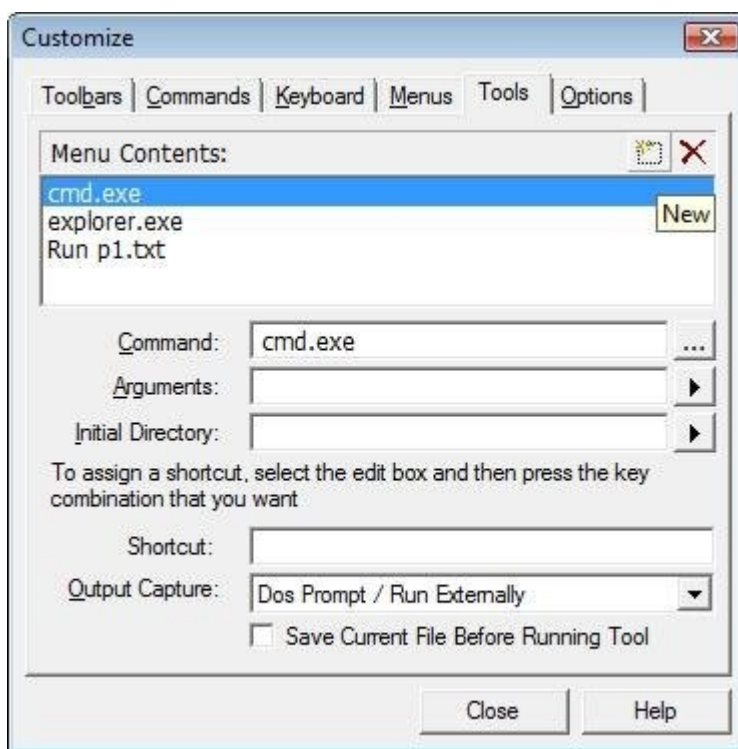 Customize
Toolbars Commands Keyboard Menus Tools Options
Menu Contents:
cmd.exe
New
explorer.exe
Run p1.txt
Command: cmd.exe ...
Arguments:
Initial Directory:
To assign a shortcut, select the edit box and then press the key
combination that you want
Shortcut:
Output Capture: Dos Prompt / Run Externally
Save Current File Before Running Tool
Close Help